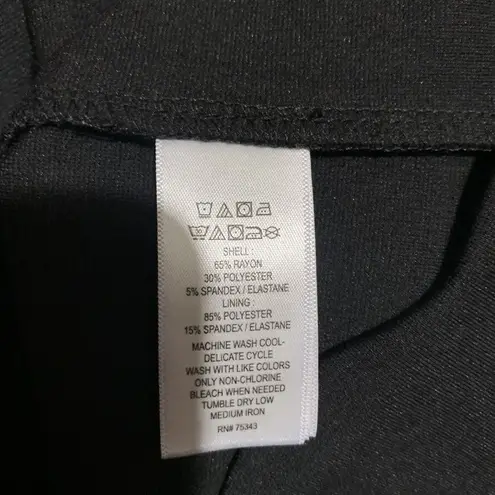 SHELL :
65% RAYON
30% POLYESTER
5% SPANDEX / ELASTANE
LINING :
85% POLYESTER
15% SPANDEX / ELASTANE
MACHINE WASH COOL-
DELICATE CYCLE
WASH WITH LIKE COLORS
ONLY NON-CHLORINE
BLEACH WHEN NEEDED
TUMBLE DRY LOW
MEDIUM IRON
RN# 75343